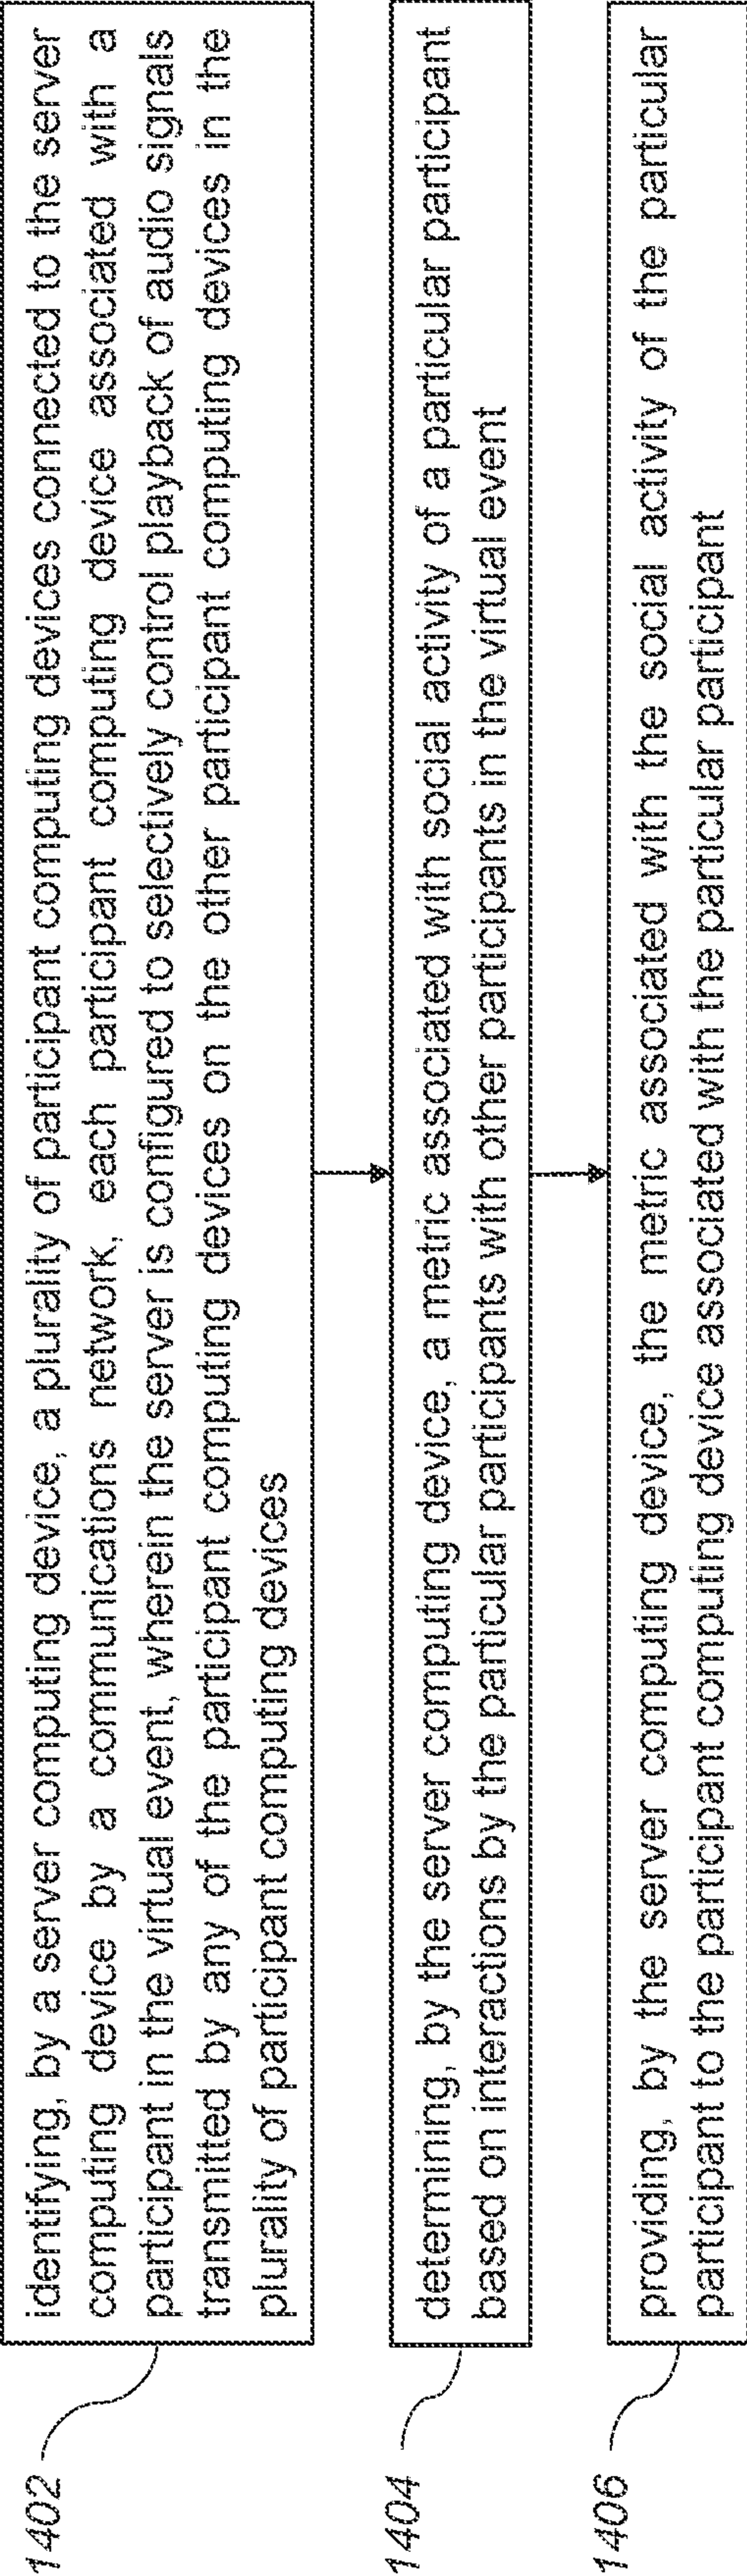 1402
identifying, by a server computing device, a plurality of participant computing devices connected to the server
computing device by a communications network, each participant computing device associated with a
participant in the virtual event, wherein the server is configured to selectively control playback of audio signals
transmitted by any of the participant computing devices on the other participant computing devices in the
plurality of participant computing devices
1404
determining, by the server computing device, a metric associated with social activity of a particular participant
based on interactions by the particular participants with other participants in the virtual event
1406
providing, by the server computing device, the metric associated with the social activity of the particular
participant to the participant computing device associated with the particular participant